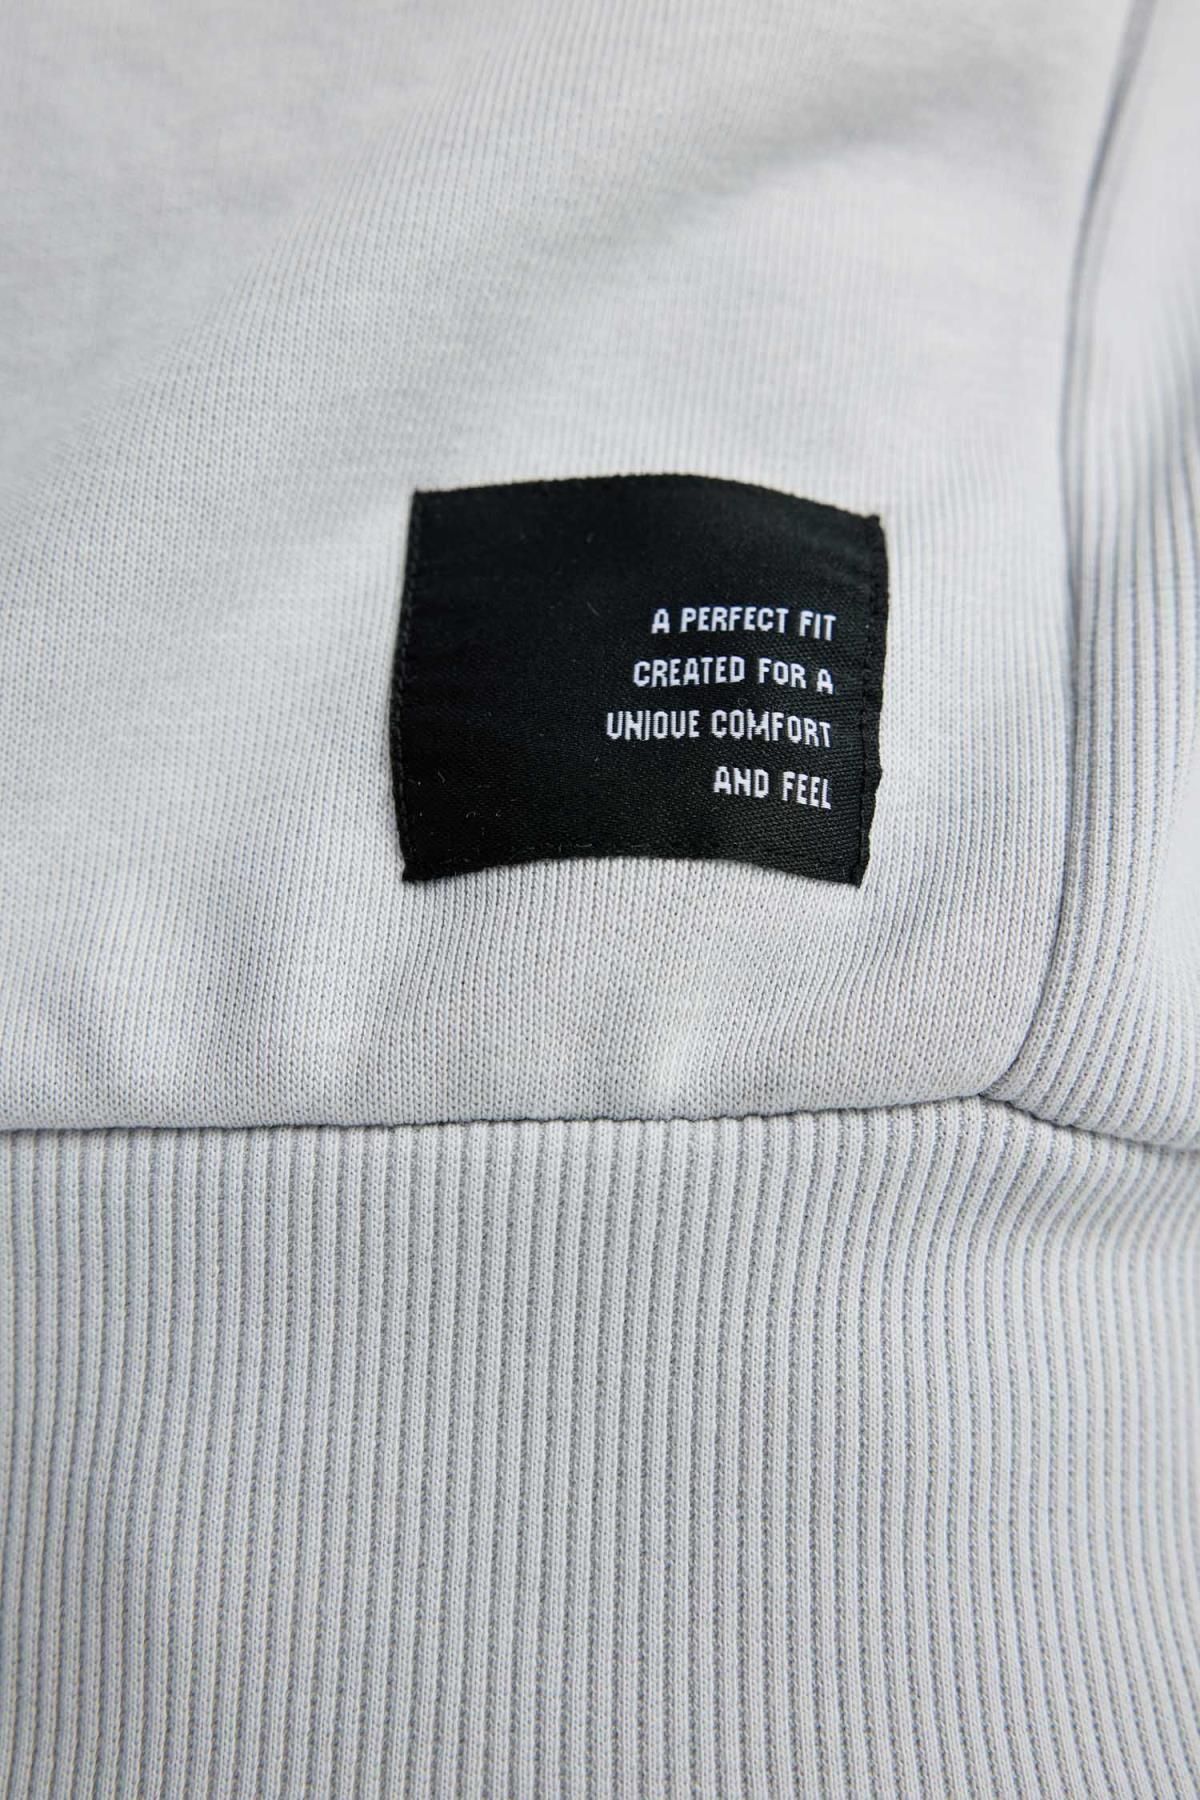 A PERFECT FIT
CREATED FOR A
UNIQUE COMFORT
AND FEEL